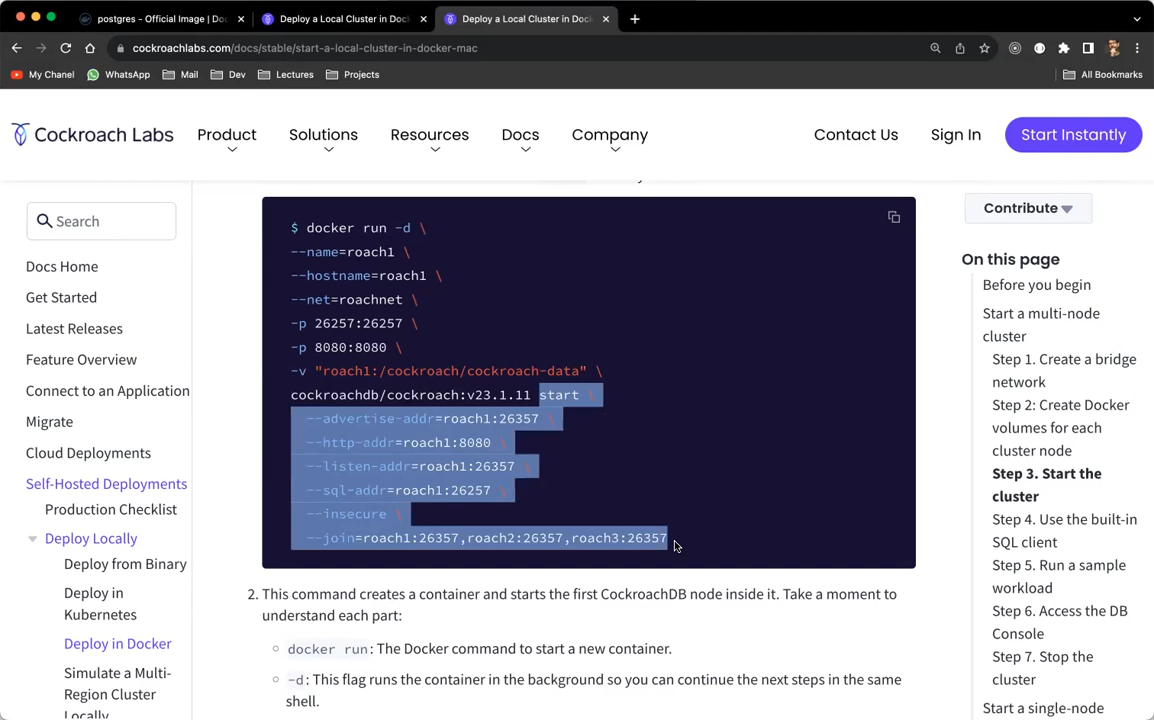 postgres - Official Image | Doc
Deploy a Local Cluster in Dock
Deploy a Local Cluster in Dock
cockroachlabs.com/docs/stable/start-a-local-cluster-in-docker-mac
My Chanel
WhatsApp
Mail
Dev
Lectures
Projects
All Bookmarks
Cockroach Labs
Product
Solutions
Resources
Docs
Company
Contact Us
Sign In
Start Instantly
Search
Docs Home
Get Started
Latest Releases
Feature Overview
Connect to an Application
Migrate
Cloud Deployments
Self-Hosted Deployments
Production Checklist
Deploy Locally
Deploy from Binary
Deploy in
Kubernetes
Deploy in Docker
Simulate a Multi-
Region Cluster
Locally
$ docker run -d \
--name=roach1 \
--hostname=roach1 \
--net=roachnet \
-p 26257:26257 \
-p 8080:8080 \
-v "roach1:/cockroach/cockroach-data" \
cockroachdb/cockroach:v23.1.11 start \
--advertise-addr=roach1:26357 \
--http-addr=roach1:8080 \
--listen-addr=roach1:26357 \
--sql-addr=roach1:26257 \
--insecure \
--join=roach1:26357,roach2:26357,roach3:26357
2. This command creates a container and starts the first CockroachDB node inside it. Take a moment to
understand each part:
docker run: The Docker command to start a new container.
-d: This flag runs the container in the background so you can continue the next steps in the same
shell.
Contribute
On this page
Before you begin
Start a multi-node
cluster
Step 1. Create a bridge
network
Step 2: Create Docker
volumes for each
cluster node
Step 3. Start the
cluster
Step 4. Use the built-in
SQL client
Step 5. Run a sample
workload
Step 6. Access the DB
Console
Step 7. Stop the
cluster
Start a single-node